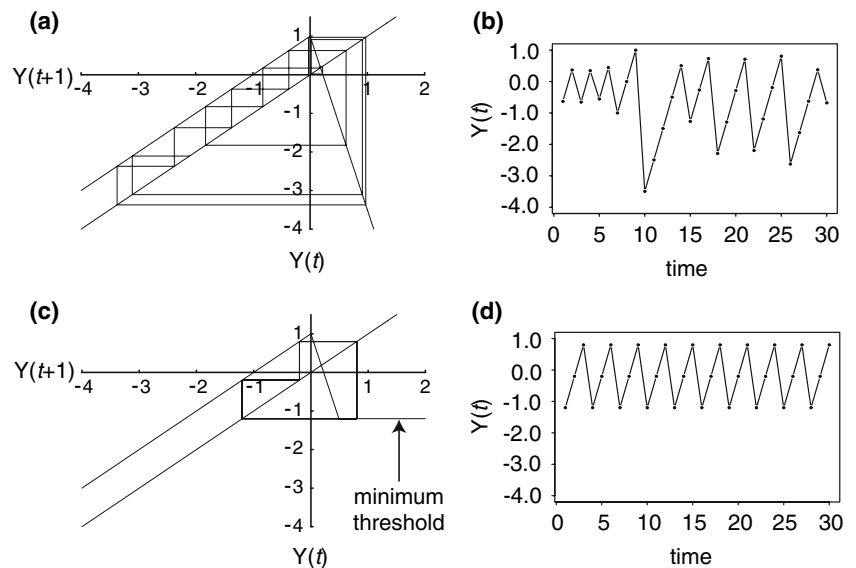 (a)
1
Y(t+1)
-4 -3 -2 -1 0 1 2
-1
-2
-3
-4
Y(t)
(b)
1.0
0.0
-1.0
-2.0
-3.0
-4.0
Y(t)
0 5 10 15 20 25 30
time
(c)
1
Y(t+1)
-4 -3 -2 -1 0 1 2
-1
-2
-3
-4
Y(t)
minimum
threshold
(d)
1.0
0.0
-1.0
-2.0
-3.0
-4.0
Y(t)
0 5 10 15 20 25 30
time